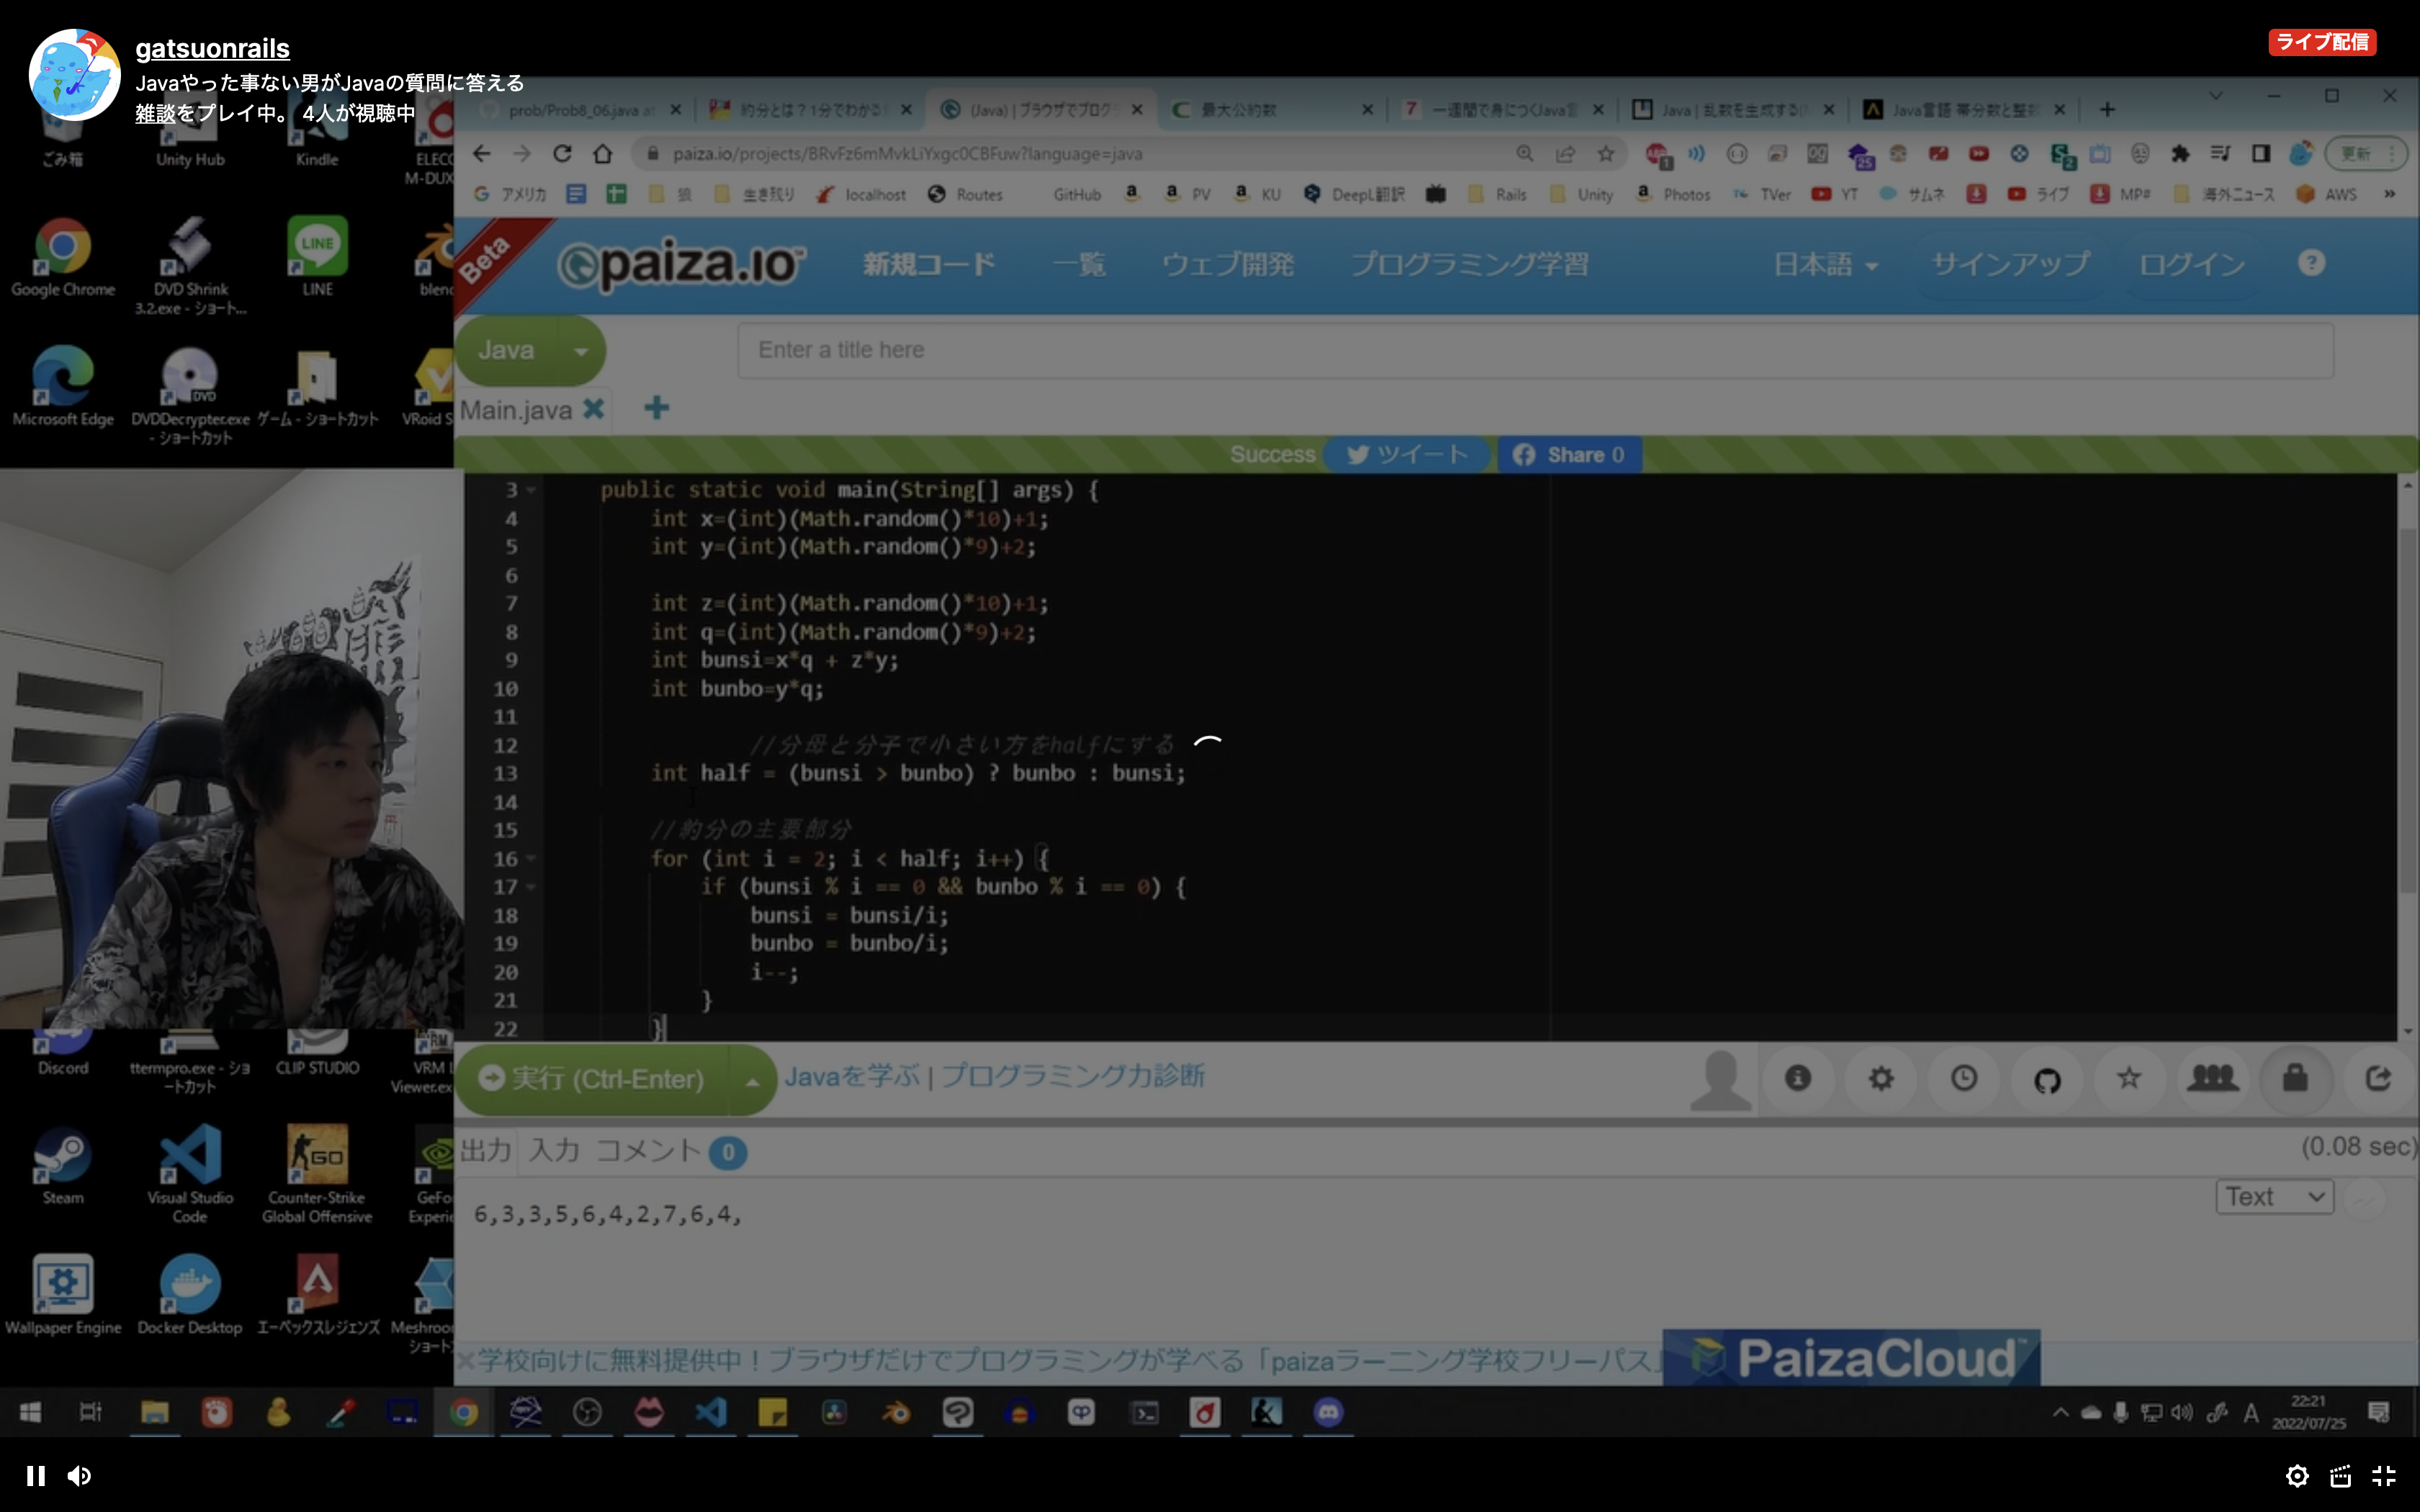 gatsuonrails
Javaやった事ない男がJavaの質問に答える
雑談をプレイ中。 4人が視聴中
ライブ配信
prob/Prob8_06.java at
約分とは？1分でわかる
(Java) | ブラウザでプログ
最大公約数
一週間で身につくJava言
Java | 乱数を生成する
Java言語 帯分数と整数
paiza.io/projects/BRvFz6mMvkLiYxgc0CBFuw?language=java
更新
アメリカ
狼
生き残り
localhost
Routes
GitHub
PV
KU
DeepL翻訳
Rails
Unity
Photos
TVer
YT
サムネ
ライブ
MP#
海外ニュース
AWS
»
Beta
paiza.IO
新規コード
一覧
ウェブ開発
プログラミング学習
日本語
サインアップ
ログイン
Java
Enter a title here
Main.java
Success
ツイート
Share 0
3 public static void main(String[] args) {
4 int x=(int)(Math.random()*10)+1;
5 int y=(int)(Math.random()*9)+2;
6
7 int z=(int)(Math.random()*10)+1;
8 int q=(int)(Math.random()*9)+2;
9 int bunsi=x*q + z*y;
10 int bunbo=y*q;
11
12 //分母と分子で小さい方をhalfにする
13 int half = (bunsi > bunbo) ? bunbo : bunsi;
14
15 //約分の主要部分
16 for (int i = 2; i < half; i++) {
17 if (bunsi % i == 0 && bunbo % i == 0) {
18 bunsi = bunsi/i;
19 bunbo = bunbo/i;
20 i--;
21 }
22 }
実行 (Ctrl-Enter)
Javaを学ぶ | プログラミング力診断
出力 入力 コメント 0
(0.08 sec)
Text
6,3,3,5,6,4,2,7,6,4,
学校向けに無料提供中！ブラウザだけでプログラミングが学べる「paizaラーニング学校フリーパス」
PaizaCloud
ごみ箱
Unity Hub
Kindle
ELEC
M-DUX
Google Chrome
DVD Shrink
3.2.exe - ショート...
LINE
blen
Microsoft Edge
DVDDecrypter.exe
- ショートカット
DVD
ゲーム - ショートカット
VRoid S
Discord
ttermpro.exe - ショ
ートカット
CLIP STUDIO
VRM
Viewer.ex
Steam
Visual Studio
Code
GO
Counter-Strike
Global Offensive
GeFo
Experie
Wallpaper Engine
Docker Desktop
エーペックスレジェンズ
Meshroo
ショート
A
22:21
2022/07/25